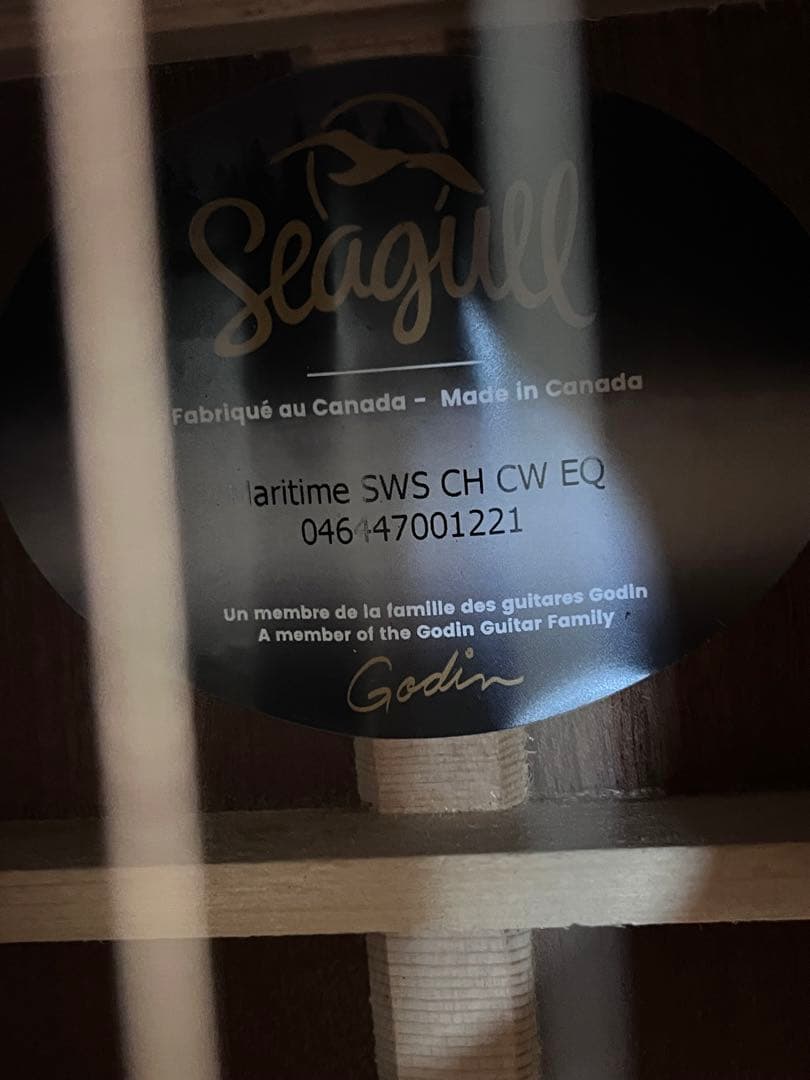 Seagull
Fabriqué au Canada - Made in Canada
Maritime SWS CH CW EQ
046447001221
Un membre de la famille des guitares Godin
A member of the Godin Guitar Family
Godin